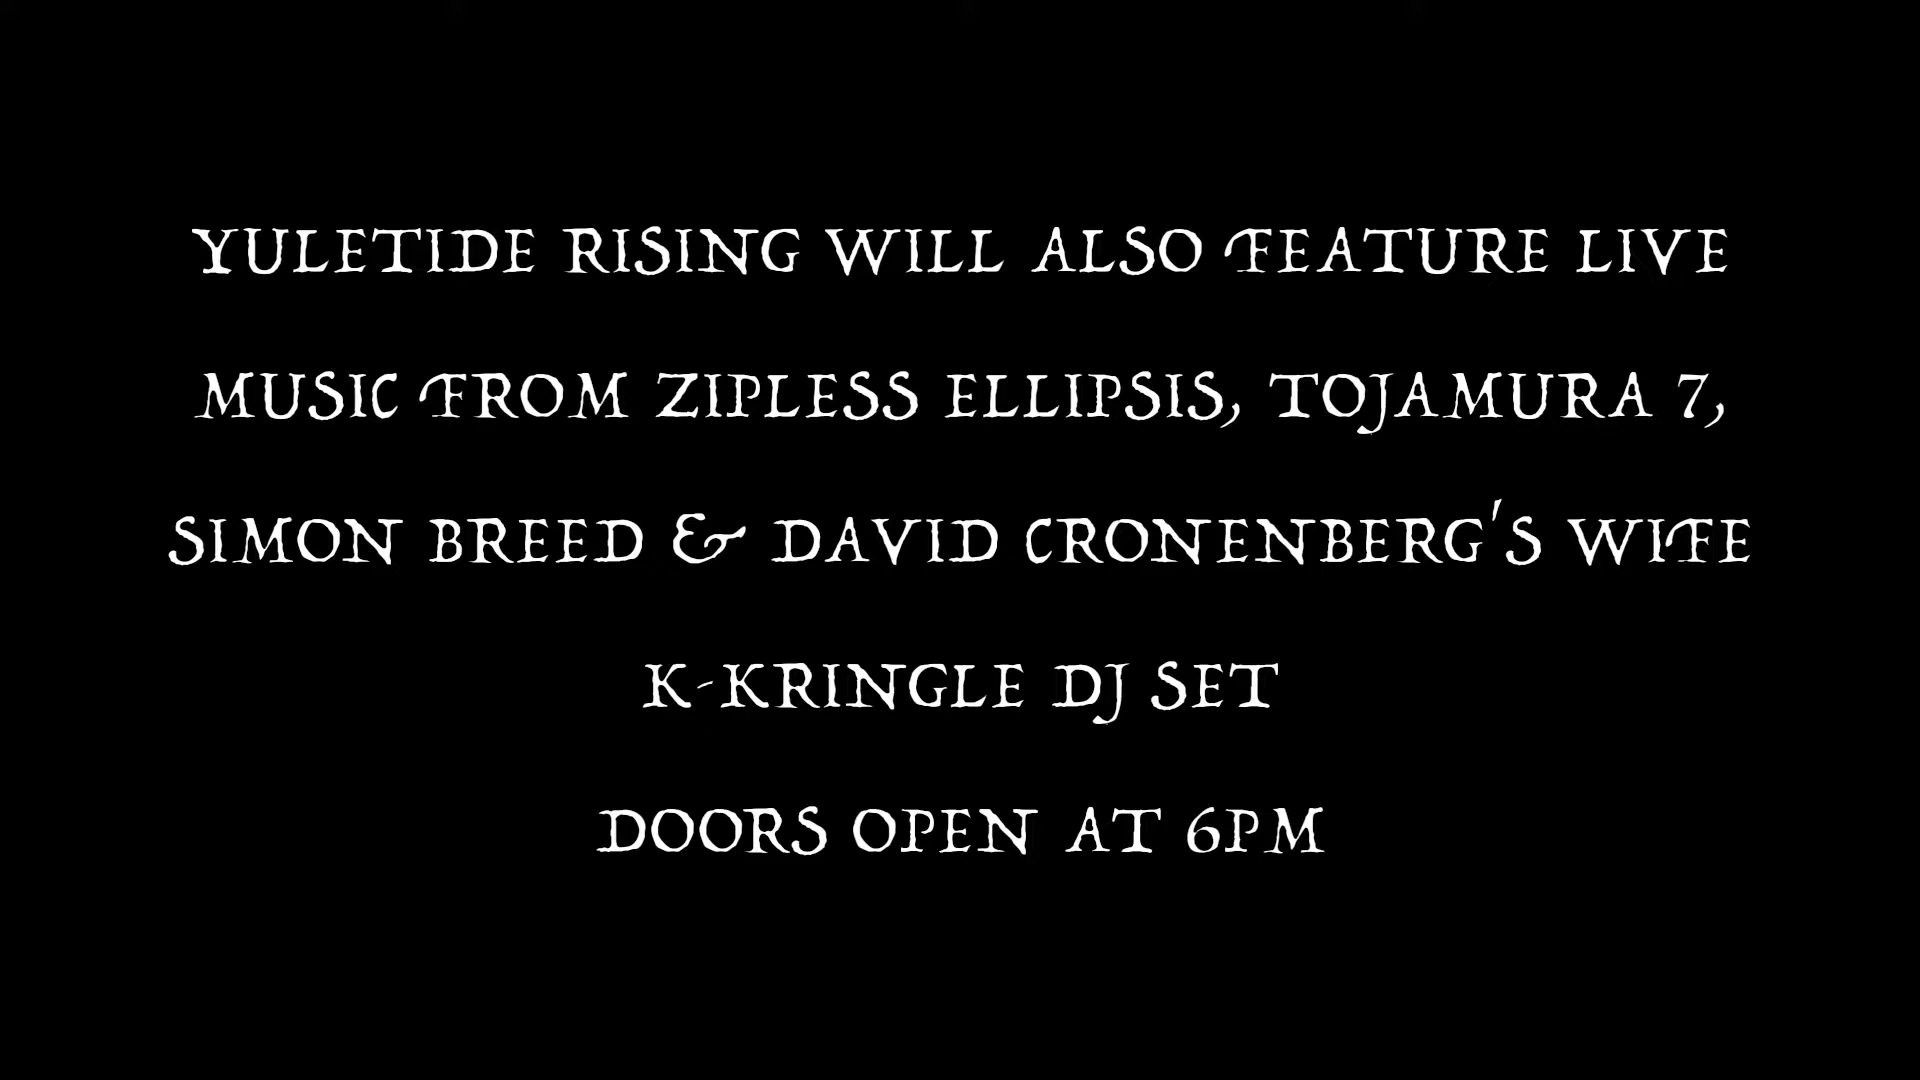 YULETIDE RISING WILL ALSO FEATURE LIVE
MUSIC FROM ZIPLESS ELLIPSIS, TOJAMURA 7,
SIMON BREED & DAVID CRONENBERG'S WIFE
K-KRINGLE DJ SET
DOORS OPEN AT 6PM